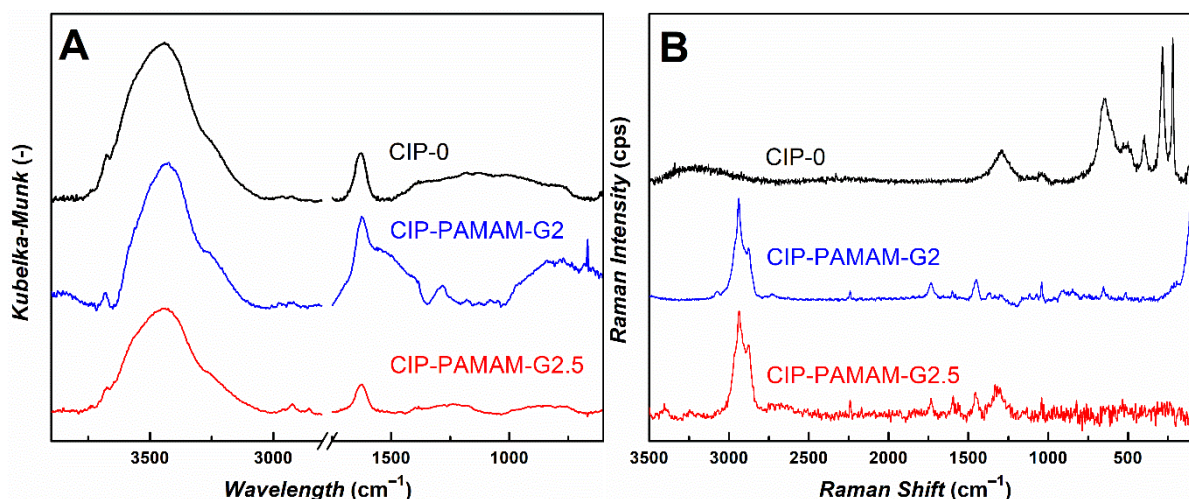 A
Kubelka-Munk (-)
CIP-0
CIP-PAMAM-G2
CIP-PAMAM-G2.5
3500 3000 1500 1000
Wavelength (cm⁻¹)
B
Raman Intensity (cps)
CIP-0
CIP-PAMAM-G2
CIP-PAMAM-G2.5
3500 3000 2500 2000 1500 1000 500
Raman Shift (cm⁻¹)